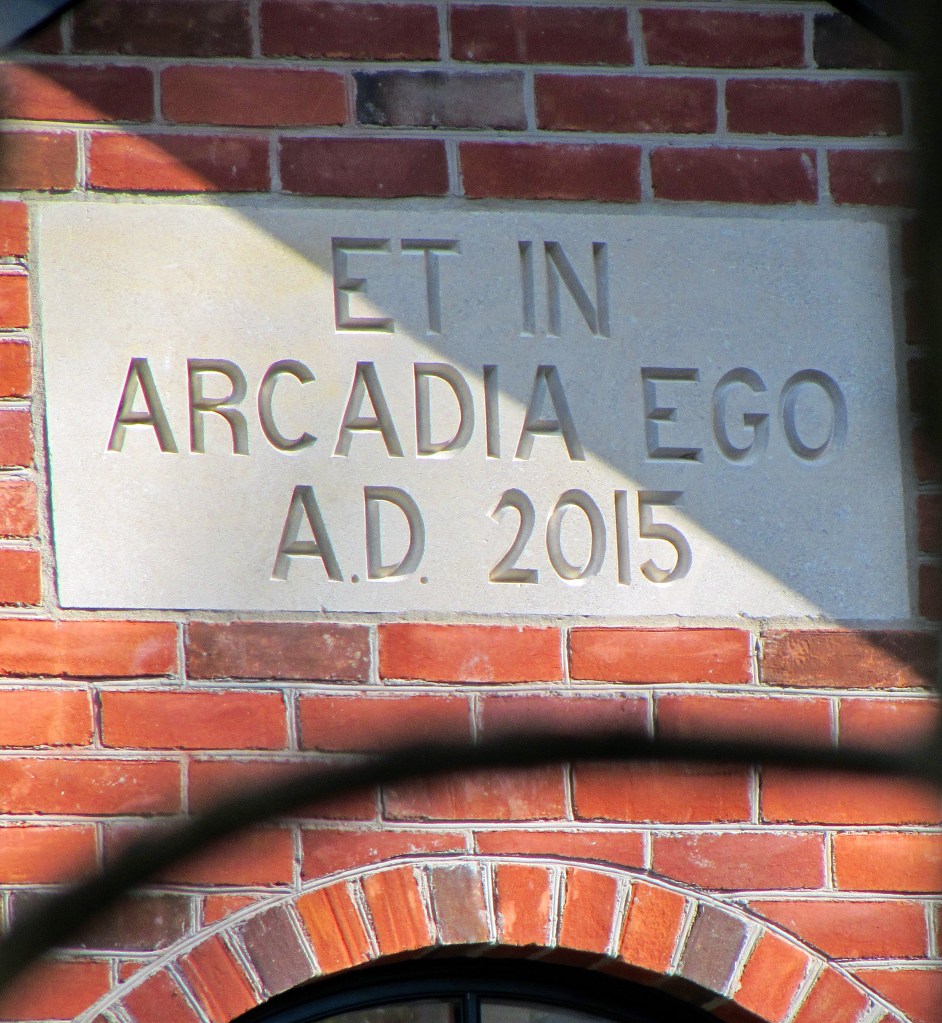 ET IN
ARCADIA EGO
A.D. 2015